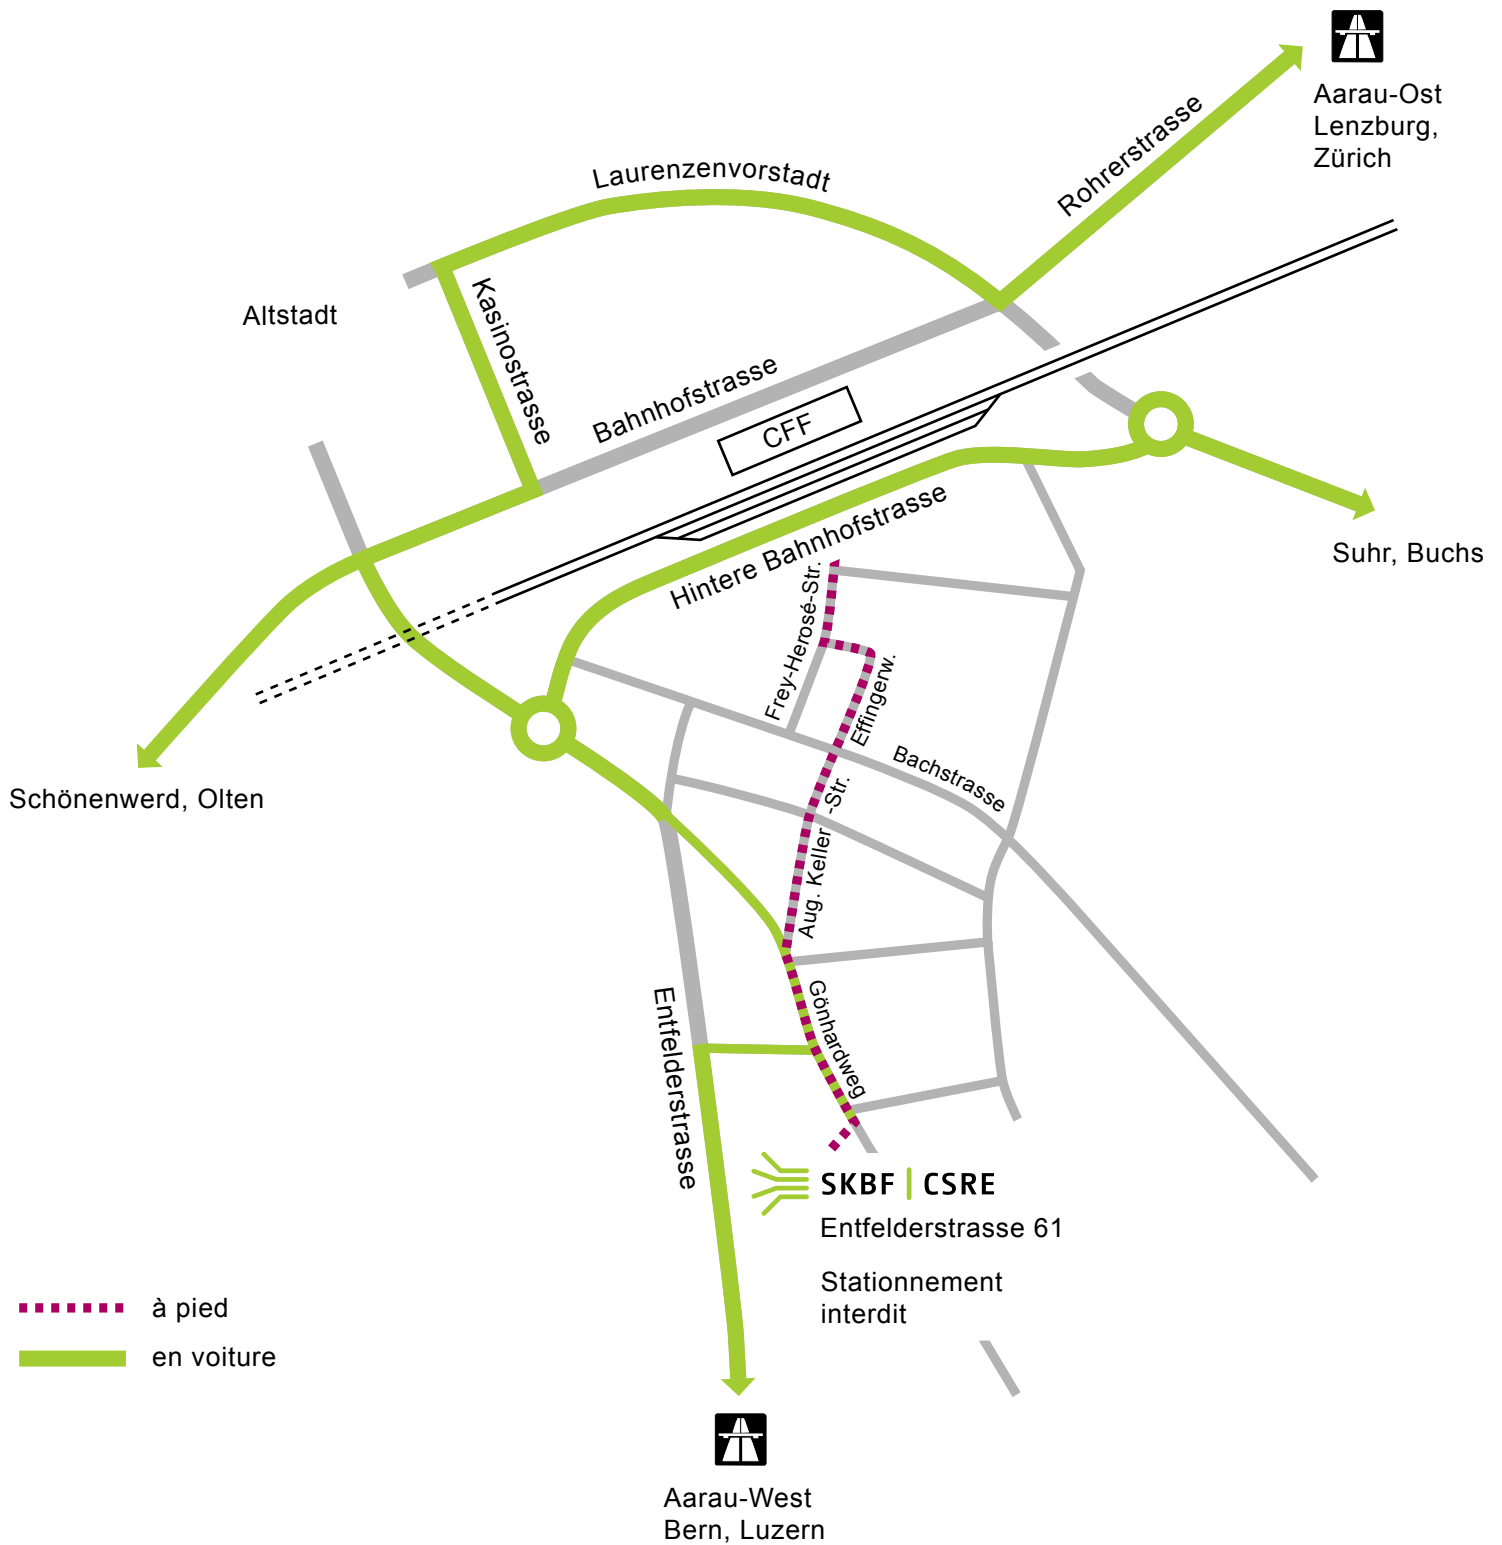 Aarau-Ost
Lenzburg,
Zürich
Rohrerstrasse
Laurenzenvorstadt
Altstadt
Kasinostrasse
Bahnhofstrasse
CFF
Hintere Bahnhofstrasse
Suhr, Buchs
Frey-Herosé-Str.
Effingerw.
Bachstrasse
Schönenwerd, Olten
Aug. Keller -Str.
Gönhardweg
Entfelderstrasse
SKBF | CSRE
Entfelderstrasse 61
Stationnement
interdit
à pied
en voiture
Aarau-West
Bern, Luzern